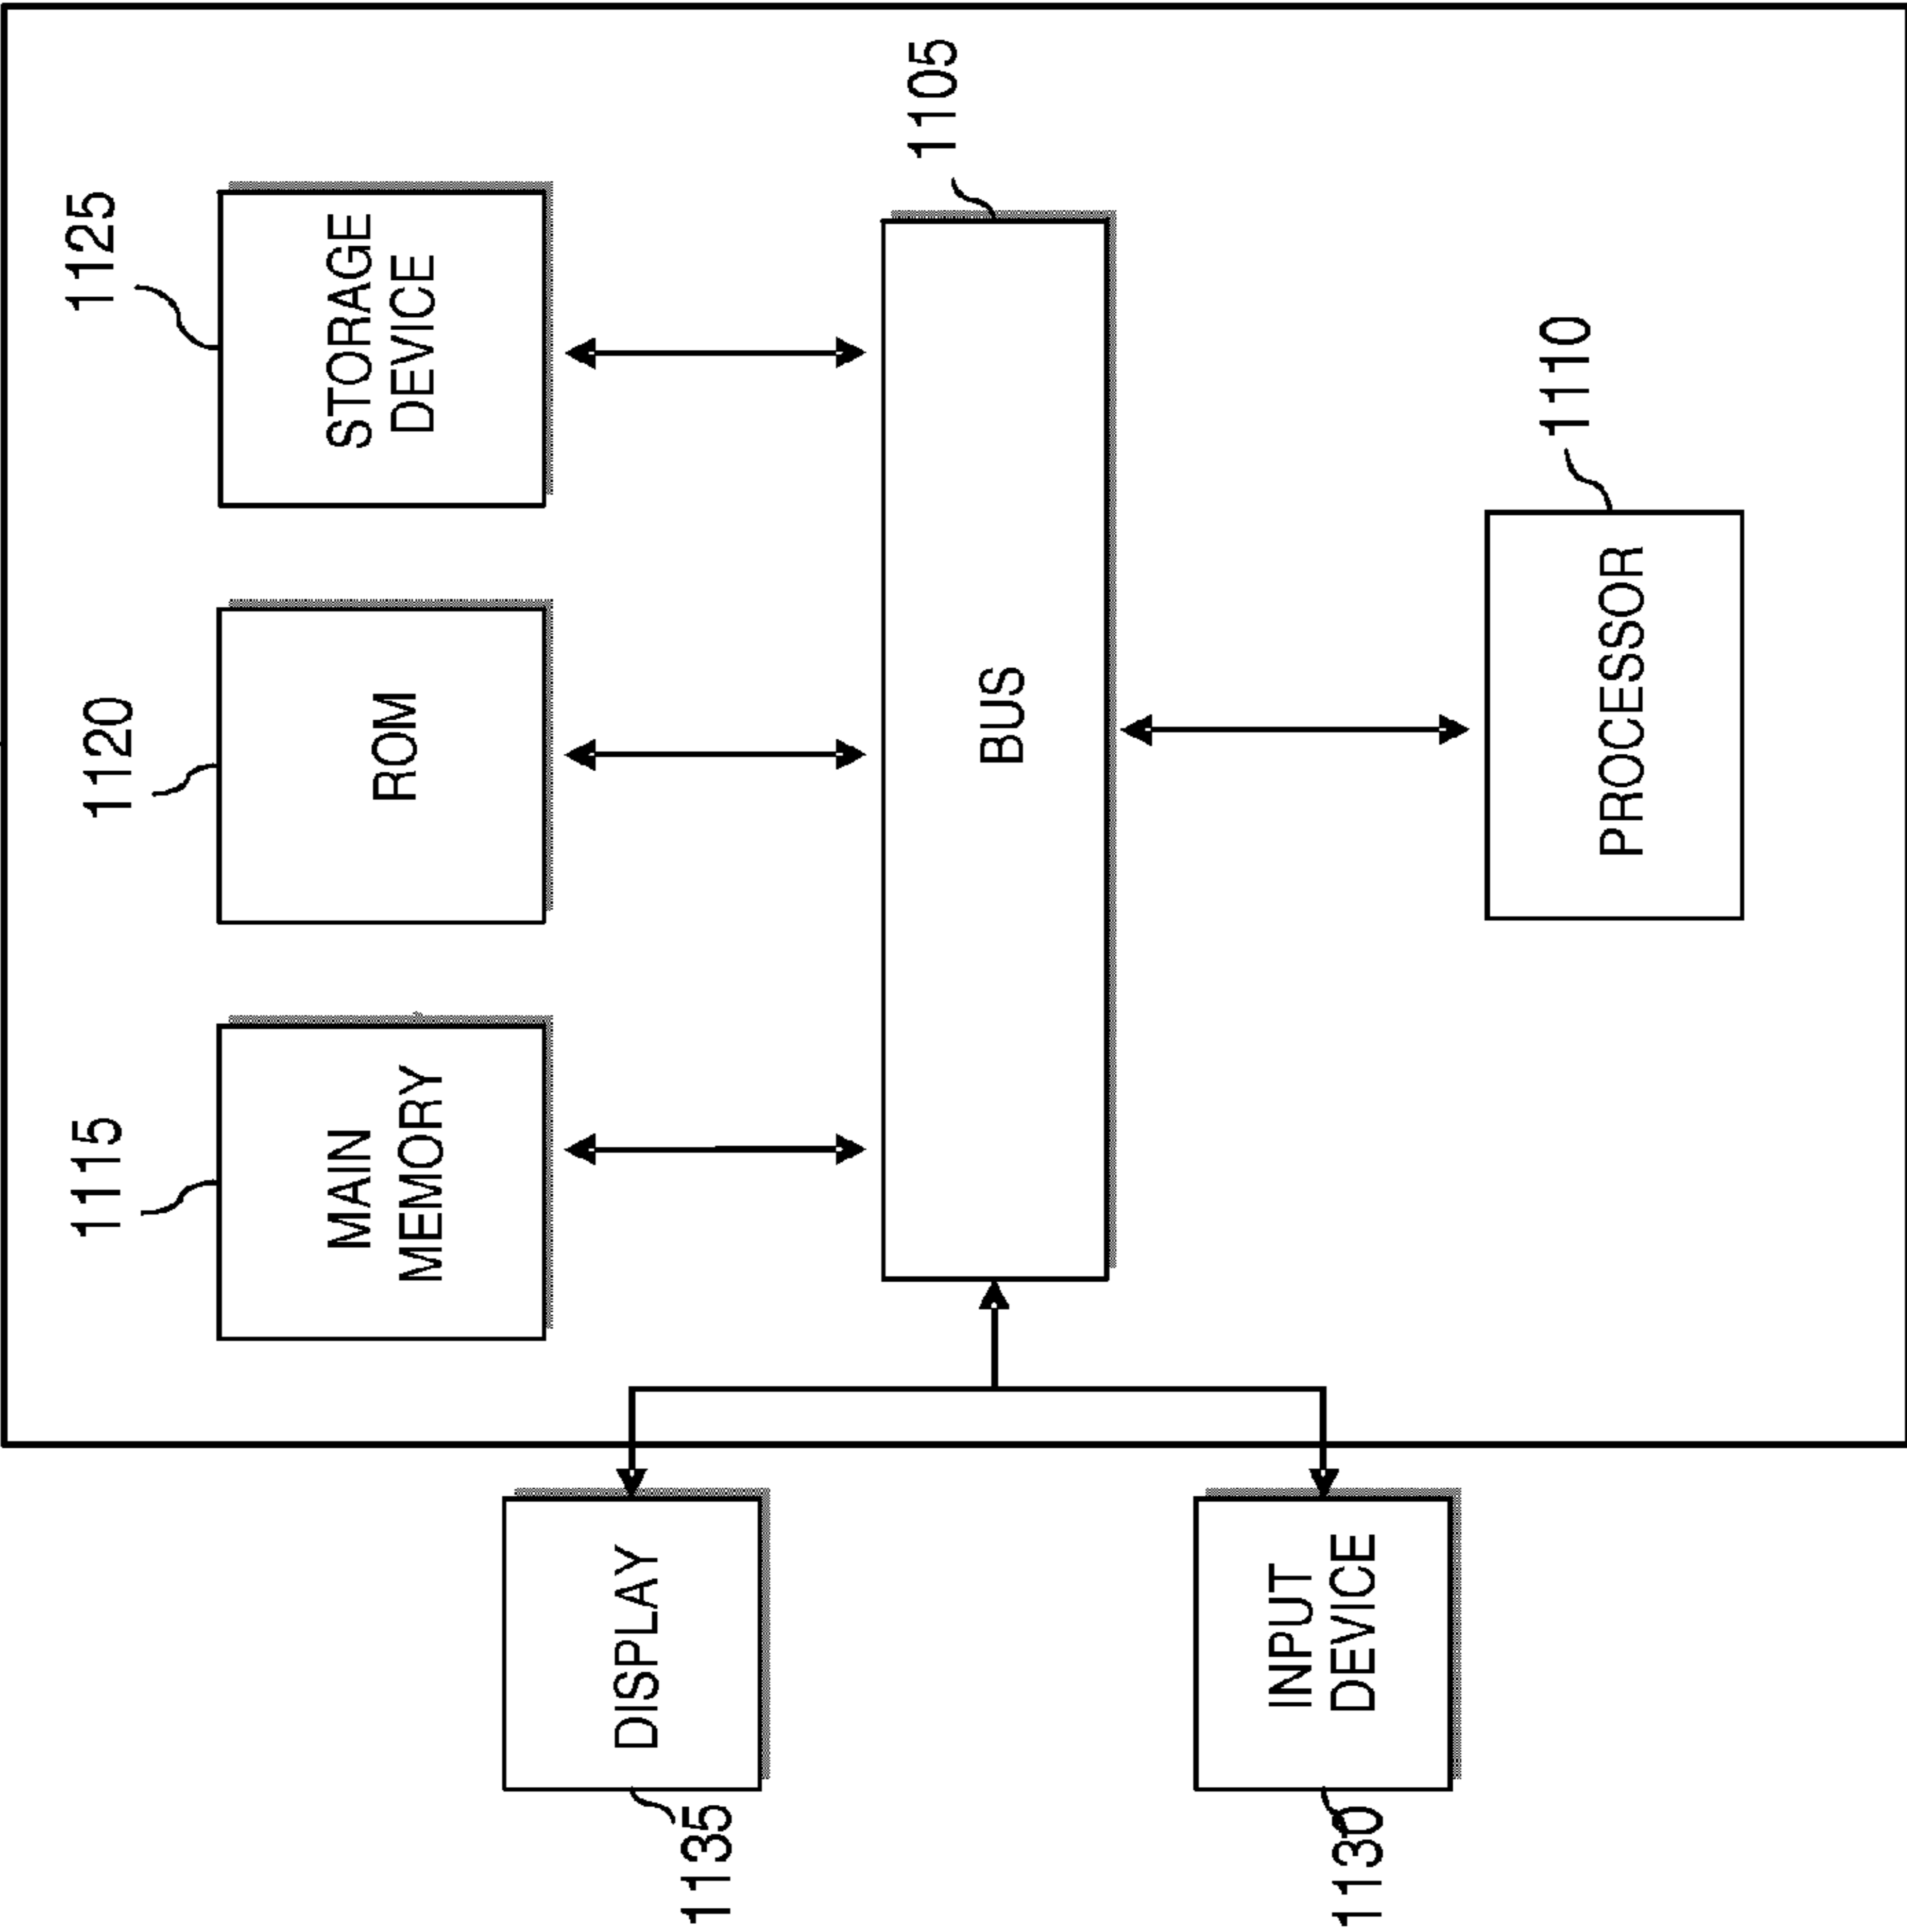 1115
1120
1125
MAIN
MEMORY
ROM
STORAGE
DEVICE
DISPLAY
1135
1105
BUS
INPUT
DEVICE
1130
1110
PROCESSOR